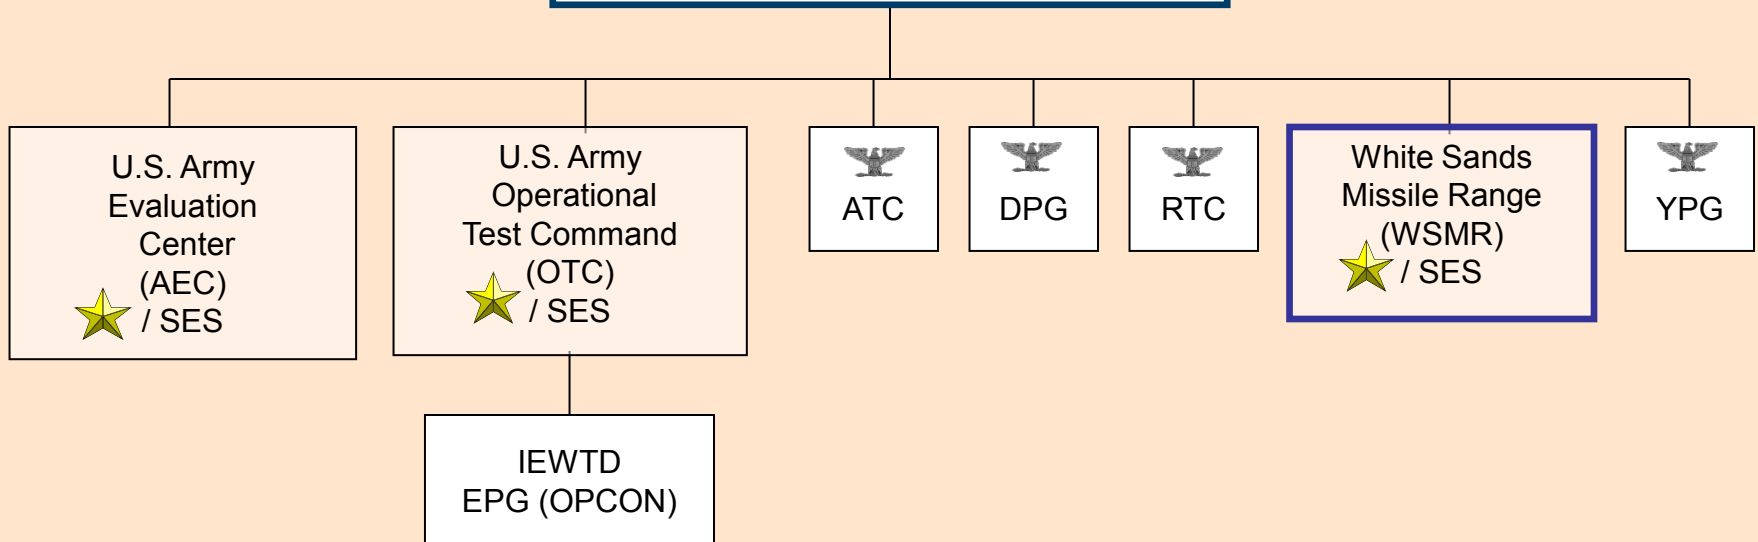 U.S. Army
Evaluation
Center
(AEC)
/ SES
U.S. Army
Operational
Test Command
(OTC)
/ SES
ATC
DPG
RTC
White Sands
Missile Range
(WSMR)
/ SES
YPG
IEWTD
EPG (OPCON)